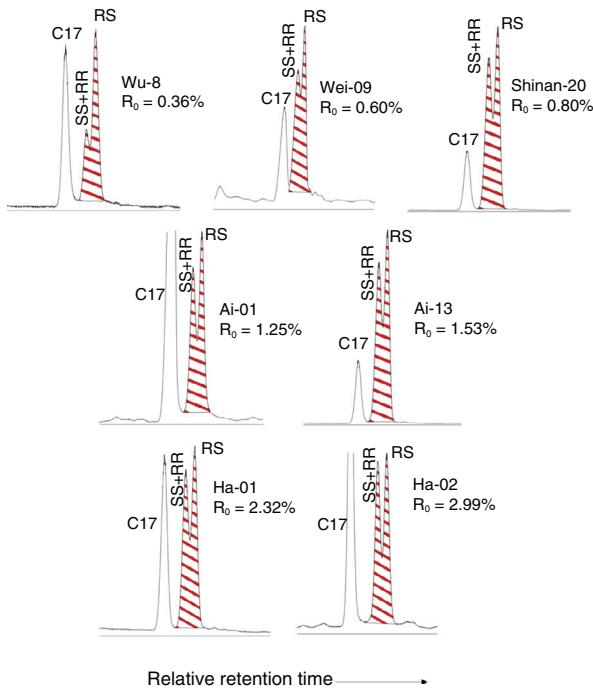 C17
SS+RR
RS
Wu-8
R₀ = 0.36%
C17
SS+RR
RS
Wei-09
R₀ = 0.60%
C17
SS+RR
RS
Shinan-20
R₀ = 0.80%
C17
SS+RR
RS
Ai-01
R₀ = 1.25%
C17
SS+RR
RS
Ai-13
R₀ = 1.53%
C17
SS+RR
RS
Ha-01
R₀ = 2.32%
C17
SS+RR
RS
Ha-02
R₀ = 2.99%
Relative retention time